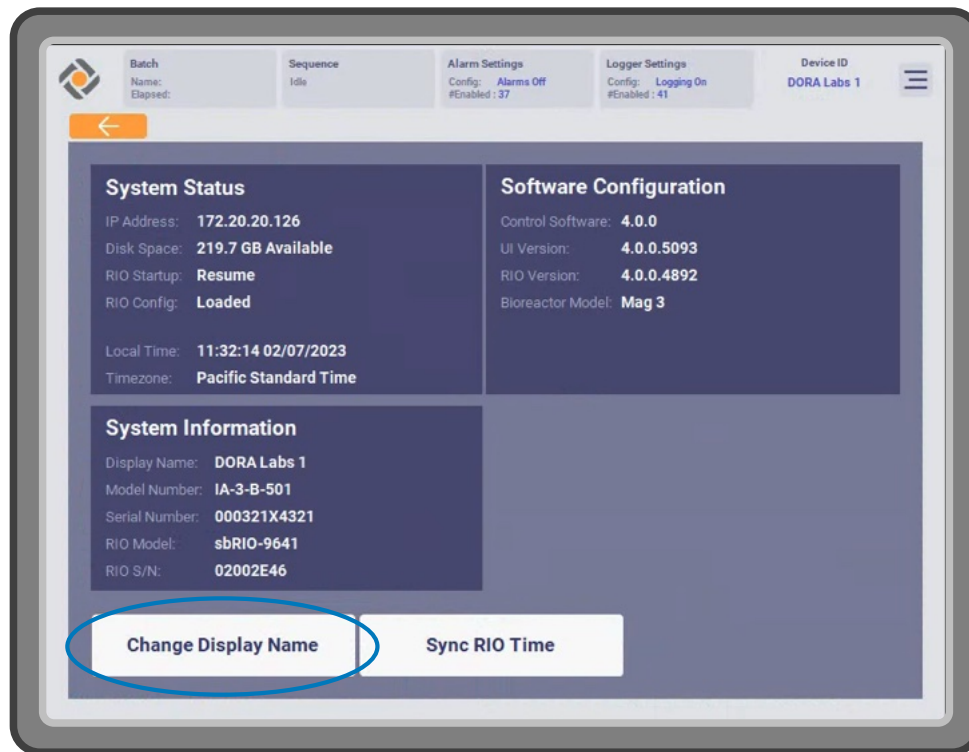 Batch
Name:
Elapsed:
Sequence
Idle
Alarm Settings
Config: Alarms Off
#Enabled : 37
Logger Settings
Config: Logging On
#Enabled : 41
Device ID
DORA Labs 1
System Status
IP Address: 172.20.20.126
Disk Space: 219.7 GB Available
RIO Startup: Resume
RIO Config: Loaded
Local Time: 11:32:14 02/07/2023
Timezone: Pacific Standard Time
Software Configuration
Control Software: 4.0.0
UI Version: 4.0.0.5093
RIO Version: 4.0.0.4892
Bioreactor Model: Mag 3
System Information
Display Name: DORA Labs 1
Model Number: IA-3-B-501
Serial Number: 000321X4321
RIO Model: sbRIO-9641
RIO S/N: 02002E46
Change Display Name
Sync RIO Time